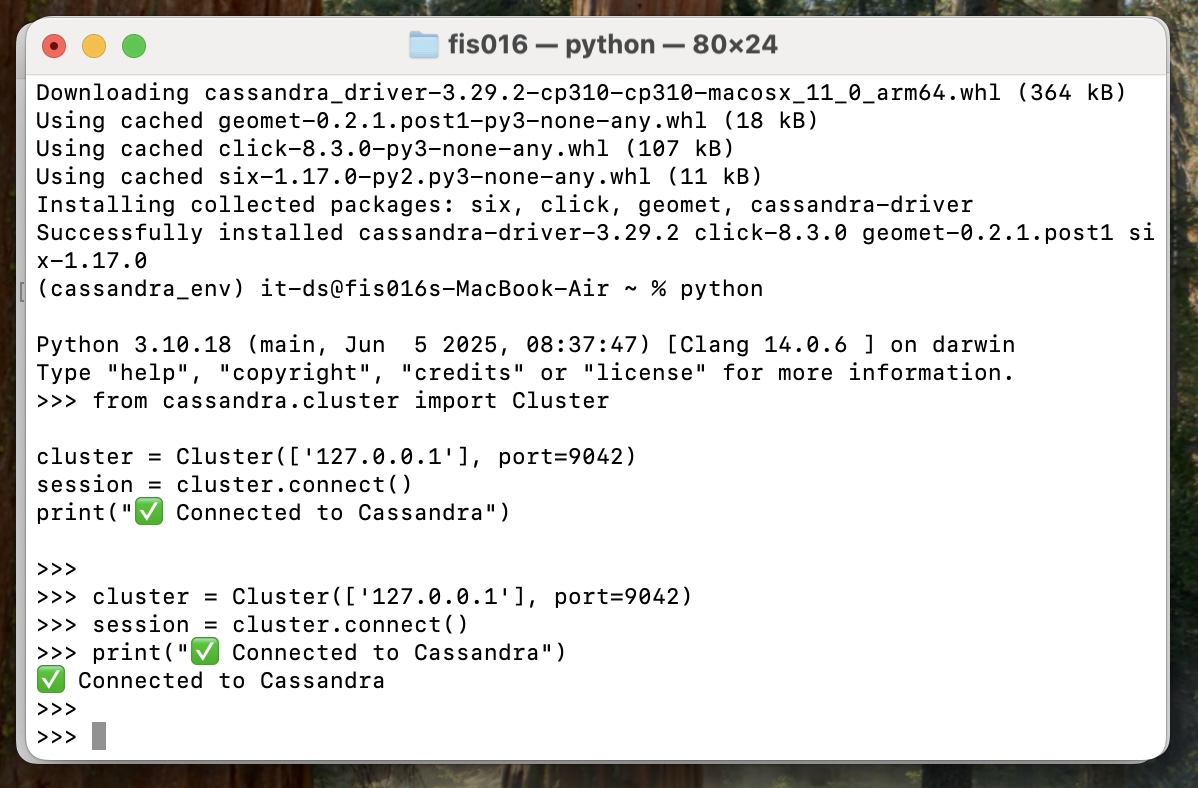 fis016 — python — 80×24
Downloading cassandra_driver-3.29.2-cp310-cp310-macosx_11_0_arm64.whl (364 kB)
Using cached geomet-0.2.1.post1-py3-none-any.whl (18 kB)
Using cached click-8.3.0-py3-none-any.whl (107 kB)
Using cached six-1.17.0-py2.py3-none-any.whl (11 kB)
Installing collected packages: six, click, geomet, cassandra-driver
Successfully installed cassandra-driver-3.29.2 click-8.3.0 geomet-0.2.1.post1 si
x-1.17.0
(cassandra_env) it-ds@fis016s-MacBook-Air ~ % python
Python 3.10.18 (main, Jun  5 2025, 08:37:47) [Clang 14.0.6 ] on darwin
Type "help", "copyright", "credits" or "license" for more information.
>>> from cassandra.cluster import Cluster
cluster = Cluster(['127.0.0.1'], port=9042)
session = cluster.connect()
print("✅ Connected to Cassandra")
>>>
>>> cluster = Cluster(['127.0.0.1'], port=9042)
>>> session = cluster.connect()
>>> print("✅ Connected to Cassandra")
✅ Connected to Cassandra
>>>
>>>